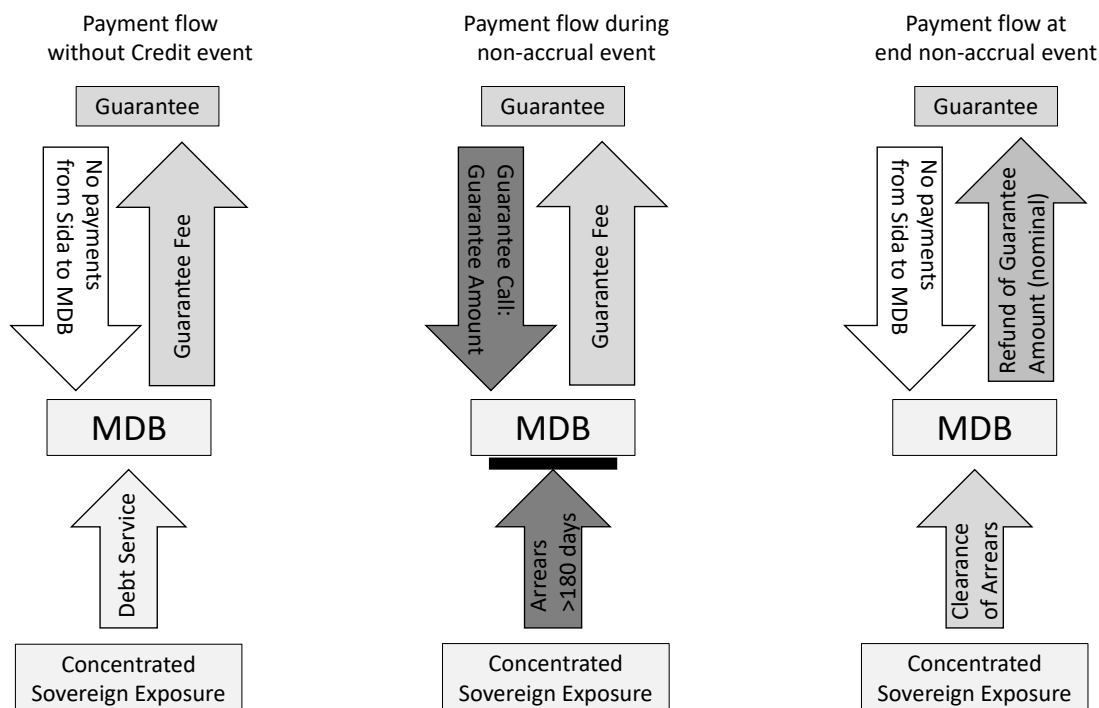 Payment flow
without Credit event
Guarantee
No payments
from Sida to MDB
Guarantee Fee
MDB
Debt Service
Concentrated
Sovereign Exposure
Payment flow during
non-accrual event
Guarantee
Guarantee Call:
Guarantee Amount
Guarantee Fee
MDB
Arrears
>180 days
Concentrated
Sovereign Exposure
Payment flow at
end non-accrual event
Guarantee
No payments
from Sida to MDB
Refund of Guarantee
Amount (nominal)
MDB
Clearance
of Arrears
Concentrated
Sovereign Exposure